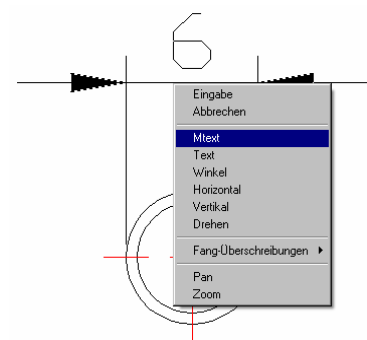 6
Eingabe
Abbrechen
Mtext
Text
Winkel
Horizontal
Vertikal
Drehen
Fang-Überschreibungen
Pan
Zoom